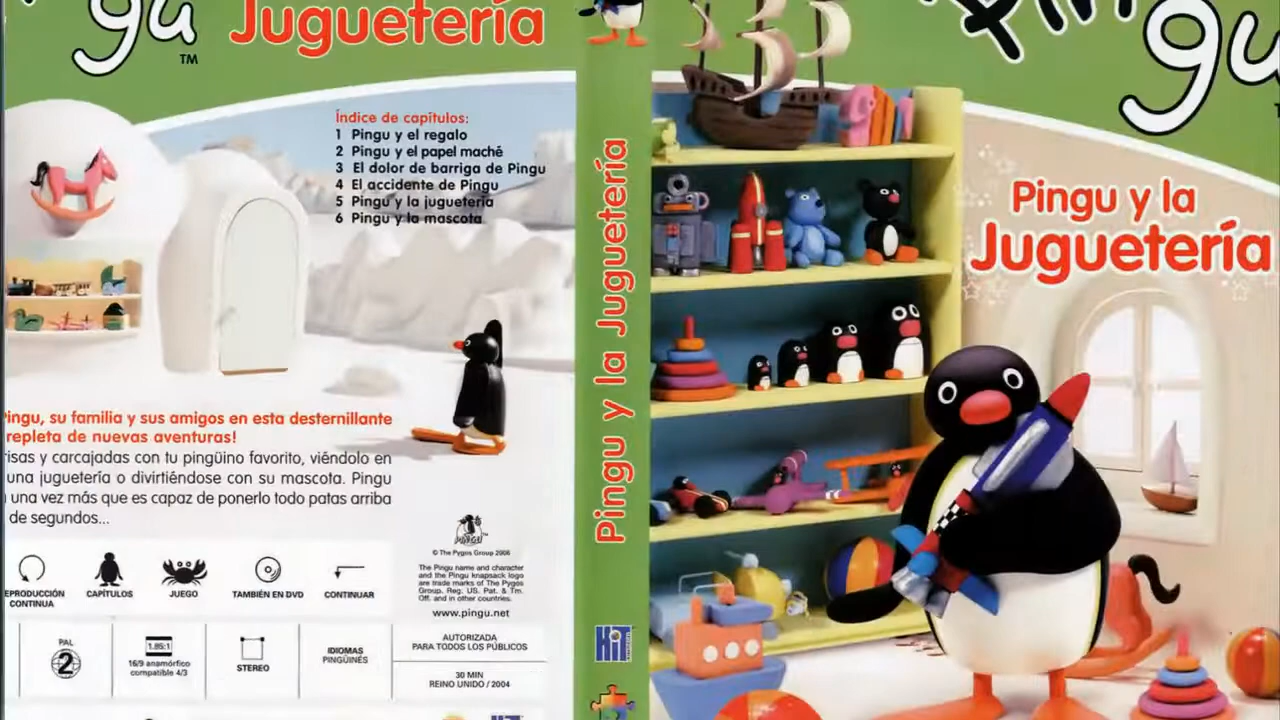 gu
TM
Juguetería
Índice de capítulos:
1 Pingu y el regalo
2 Pingu y el papel maché
3 El dolor de barriga de Pingu
4 El accidente de Pingu
5 Pingu y la juguetería
6 Pingu y la mascota
Pingu, su familia y sus amigos en esta desternillante
repleta de nuevas aventuras!
risas y carcajadas con tu pingüino favorito, viéndolo en
una juguetería o divirtiéndose con su mascota. Pingu
una vez más que es capaz de ponerlo todo patas arriba
de segundos...
EPRODUCCIÓN
CONTINUA
CAPÍTULOS
JUEGO
TAMBIÉN EN DVD
CONTINUAR
© The Pygos Group 2006
The Pingu name and character
and the Pingu knapsack logo
are trade marks of The Pygos
Group. Reg. US. Pat. & Tm.
Off. and in other countries.
www.pingu.net
PAL
2
1.85:1
16/9 anamórfico
compatible 4/3
STEREO
IDIOMAS
PINGÜINÉS
AUTORIZADA
PARA TODOS LOS PÚBLICOS
30 MIN
REINO UNIDO / 2004
Pingu y la Juguetería
HiT
Pingu
Pingu y la
Juguetería